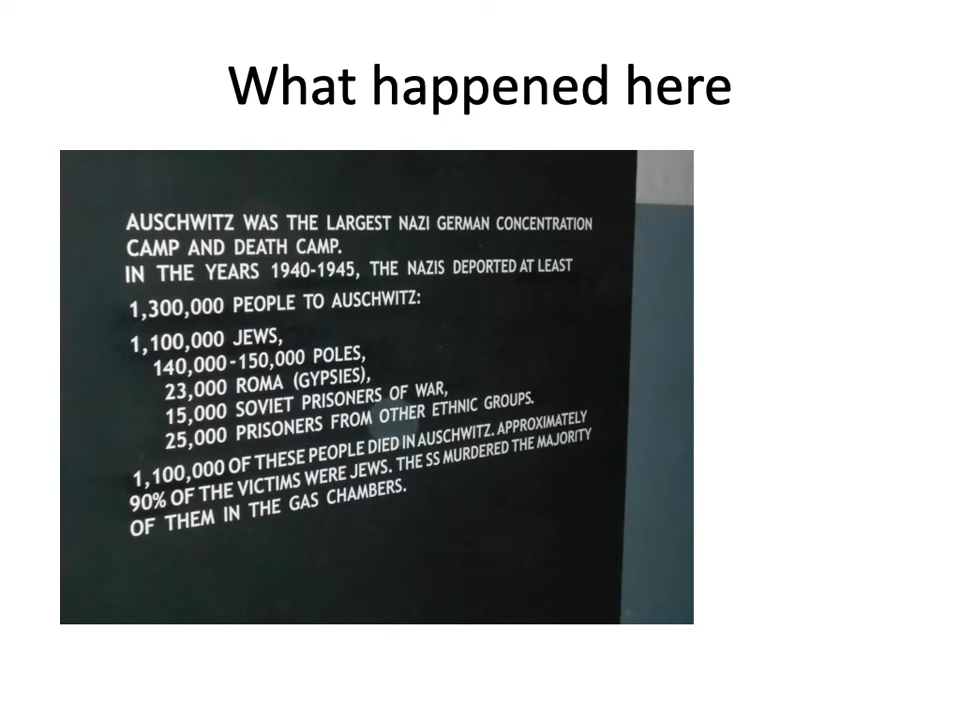 What happened here
AUSCHWITZ WAS THE LARGEST NAZI GERMAN CONCENTRATION
CAMP AND DEATH CAMP.
IN THE YEARS 1940-1945, THE NAZIS DEPORTED AT LEAST
1,300,000 PEOPLE TO AUSCHWITZ:
1,100,000 JEWS,
140,000-150,000 POLES,
23,000 ROMA (GYPSIES),
15,000 SOVIET PRISONERS OF WAR,
25,000 PRISONERS FROM OTHER ETHNIC GROUPS.
1,100,000 OF THESE PEOPLE DIED IN AUSCHWITZ. APPROXIMATELY
90% OF THE VICTIMS WERE JEWS. THE SS MURDERED THE MAJORITY
OF THEM IN THE GAS CHAMBERS.